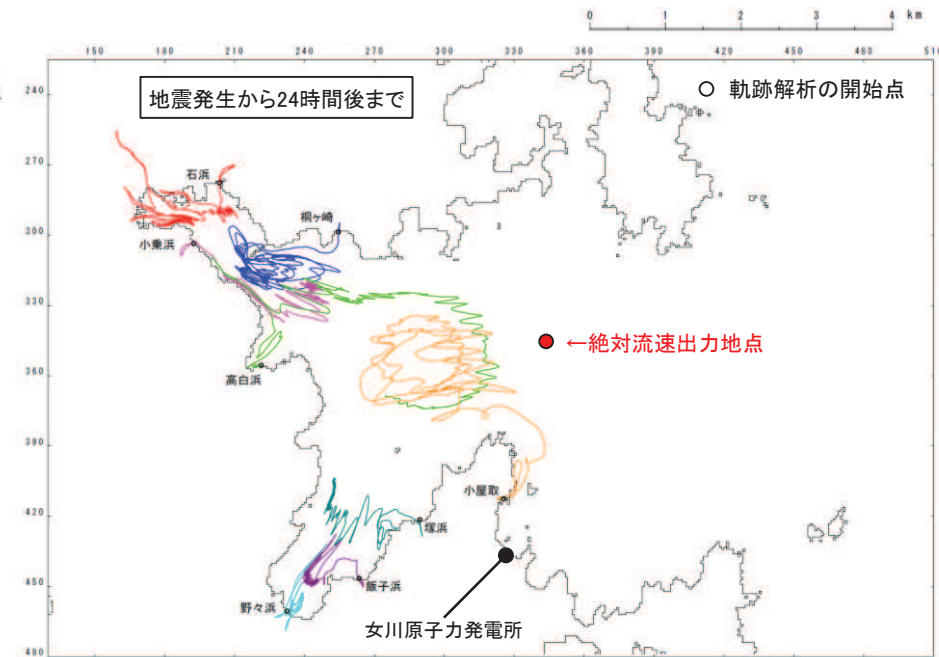 0 1 2 3 4 km
150 180 210 240 270 300 330 360 390 420 450 480 510
地震発生から24時間後まで
○ 軌跡解析の開始点
240
270
石浜
桐ヶ崎
300
小乗浜
330
←絶対流速出力地点
360
高白浜
390
小屋取
420
塚浜
450
飯子浜
野々浜
女川原子力発電所
480